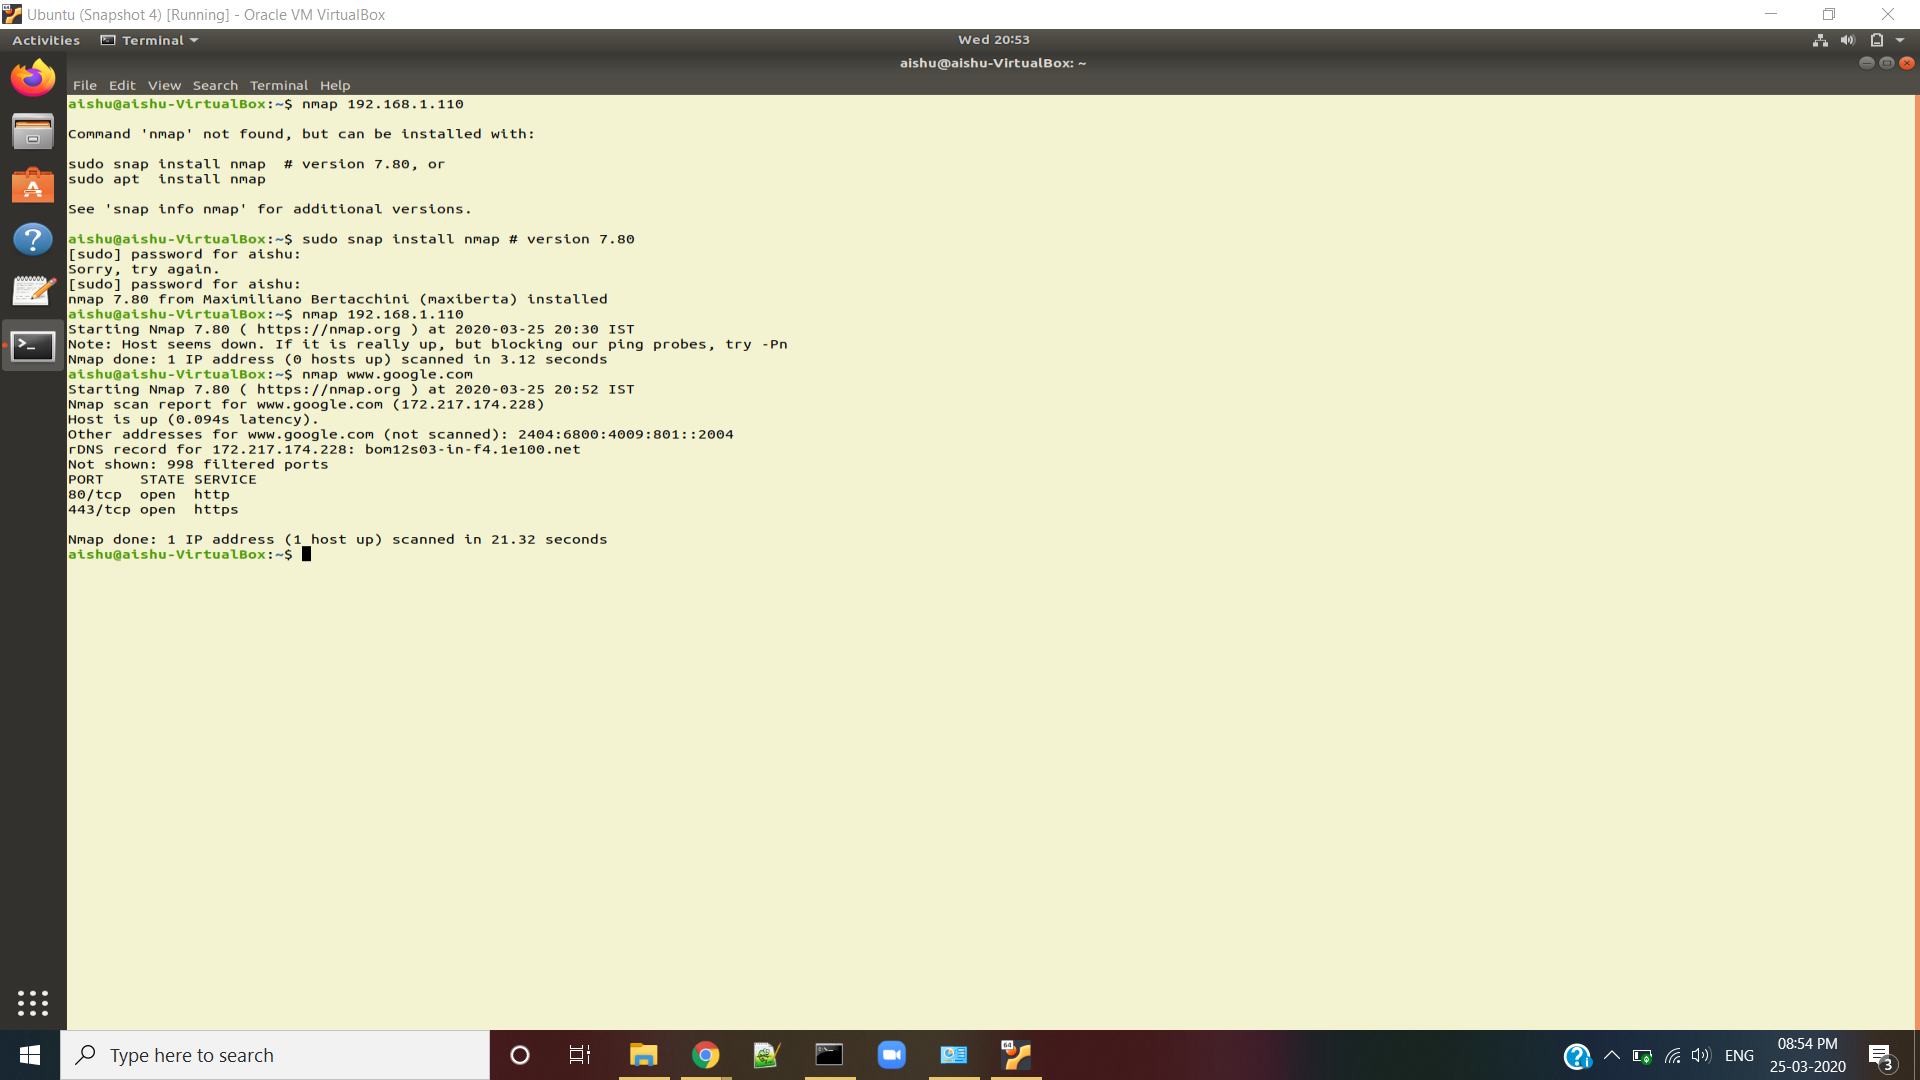 Ubuntu (Snapshot 4) [Running] - Oracle VM VirtualBox
Activities Terminal Wed 20:53
aishu@aishu-VirtualBox: ~
File Edit View Search Terminal Help
aishu@aishu-VirtualBox:~$ nmap 192.168.1.110
Command 'nmap' not found, but can be installed with:
sudo snap install nmap  # version 7.80, or
sudo apt  install nmap
See 'snap info nmap' for additional versions.
aishu@aishu-VirtualBox:~$ sudo snap install nmap # version 7.80
[sudo] password for aishu:
Sorry, try again.
[sudo] password for aishu:
nmap 7.80 from Maximiliano Bertacchini (maxiberta) installed
aishu@aishu-VirtualBox:~$ nmap 192.168.1.110
Starting Nmap 7.80 ( https://nmap.org ) at 2020-03-25 20:30 IST
Note: Host seems down. If it is really up, but blocking our ping probes, try -Pn
Nmap done: 1 IP address (0 hosts up) scanned in 3.12 seconds
aishu@aishu-VirtualBox:~$ nmap www.google.com
Starting Nmap 7.80 ( https://nmap.org ) at 2020-03-25 20:52 IST
Nmap scan report for www.google.com (172.217.174.228)
Host is up (0.094s latency).
Other addresses for www.google.com (not scanned): 2404:6800:4009:801::2004
rDNS record for 172.217.174.228: bom12s03-in-f4.1e100.net
Not shown: 998 filtered ports
PORT    STATE SERVICE
80/tcp  open  http
443/tcp open  https
Nmap done: 1 IP address (1 host up) scanned in 21.32 seconds
aishu@aishu-VirtualBox:~$
Type here to search
ENG
08:54 PM
25-03-2020
3
64